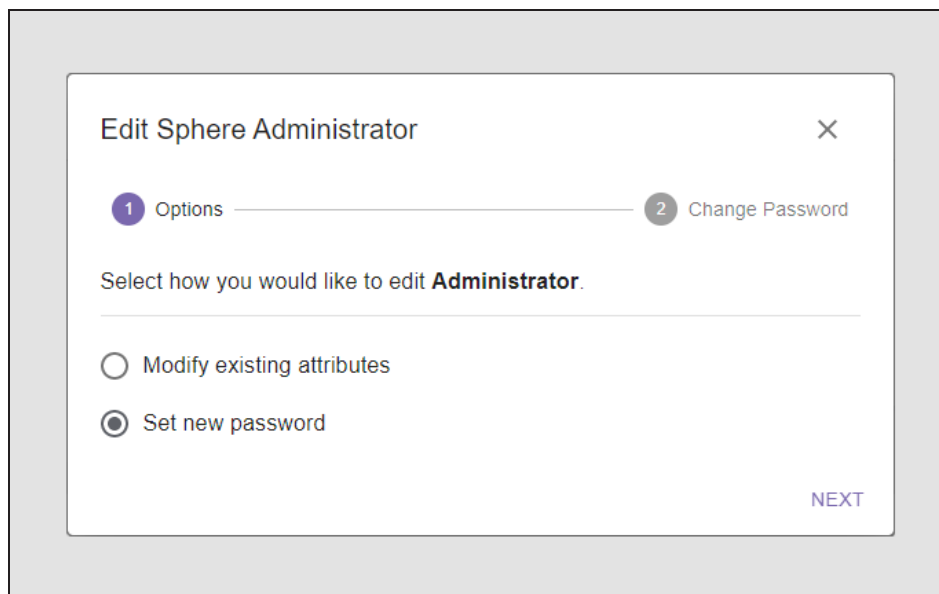 Edit Sphere Administrator
1 Options 2 Change Password
Select how you would like to edit Administrator.
Modify existing attributes
Set new password
NEXT